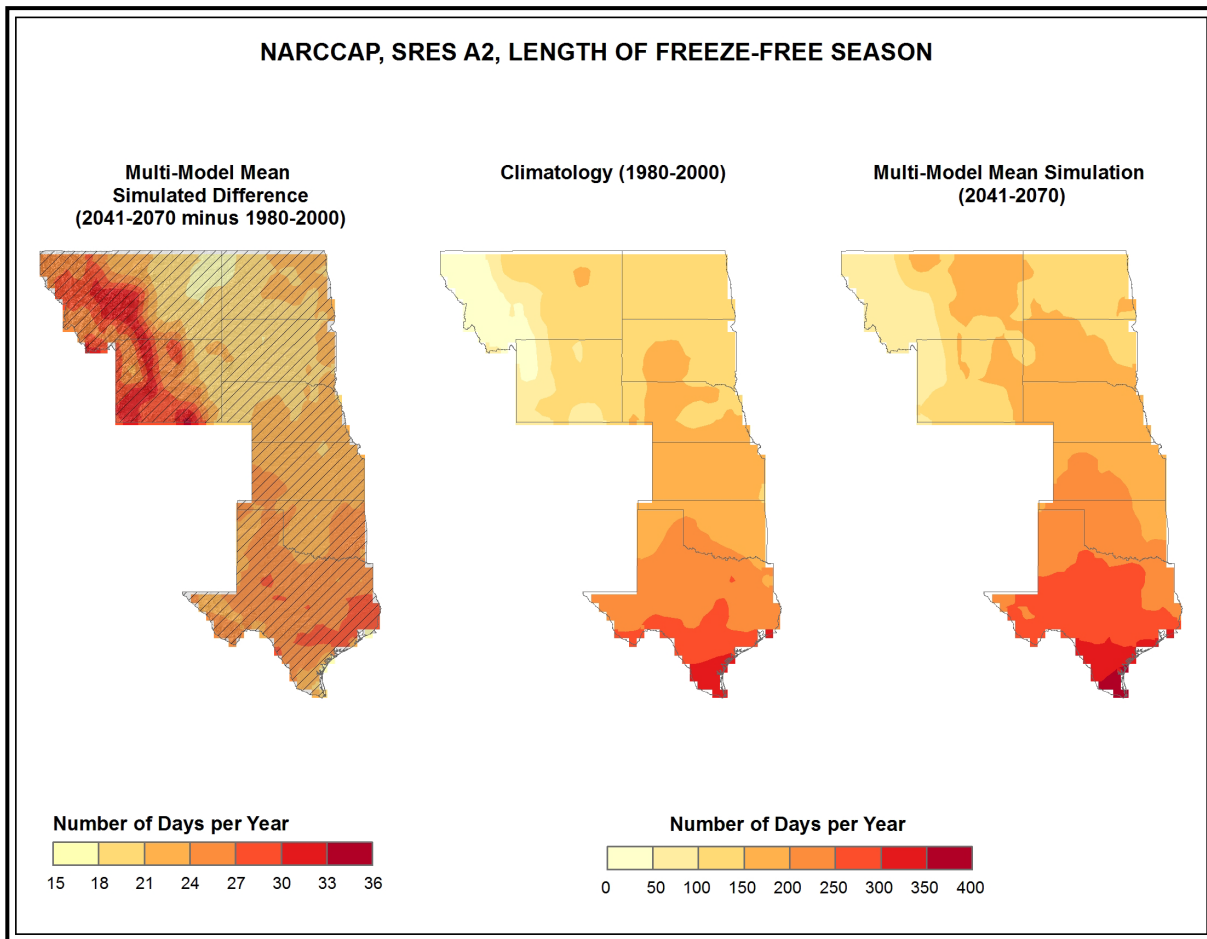 NARCCAP, SRES A2, LENGTH OF FREEZE-FREE SEASON
Multi-Model Mean
Simulated Difference
(2041-2070 minus 1980-2000)
Climatology (1980-2000)
Multi-Model Mean Simulation
(2041-2070)
Number of Days per Year
15 18 21 24 27 30 33 36
Number of Days per Year
0 50 100 150 200 250 300 350 400